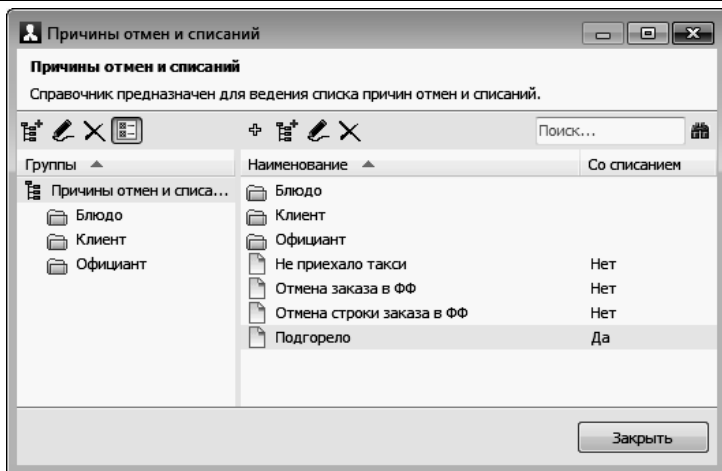 Причины отмен и списаний
Причины отмен и списаний
Справочник предназначен для ведения списка причин отмен и списаний.
Поиск...
Группы
Наименование Со списанием
Причины отмен и списа...
Блюдо
Клиент
Официант
Блюдо
Клиент
Официант
Не приехало такси Нет
Отмена заказа в ФФ Нет
Отмена строки заказа в ФФ Нет
Подгорело Да
Закрыть